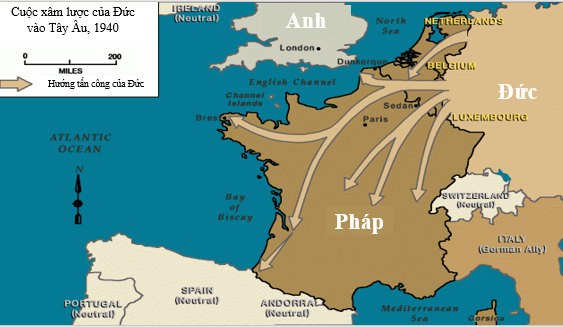 Cuộc xâm lược của Đức
vào Tây Âu, 1940
0 200
MILES
Hướng tấn công của Đức
IRELAND
(Neutral)
Anh
London
North
Sea
NETHERLANDS
Dunkerque
BELGIUM
English Channel
Channel
Islands
Sedan
Đức
LUXEMBOURG
Brest
Paris
ATLANTIC
OCEAN
N
Bay
of
Biscay
Pháp
SWITZERLAND
(Neutral)
ITALY
(German Ally)
SPAIN
(Neutral)
PORTUGAL
(Neutral)
ANDORRAL
(Neutral)
Mediterranean
Sea
Corsica